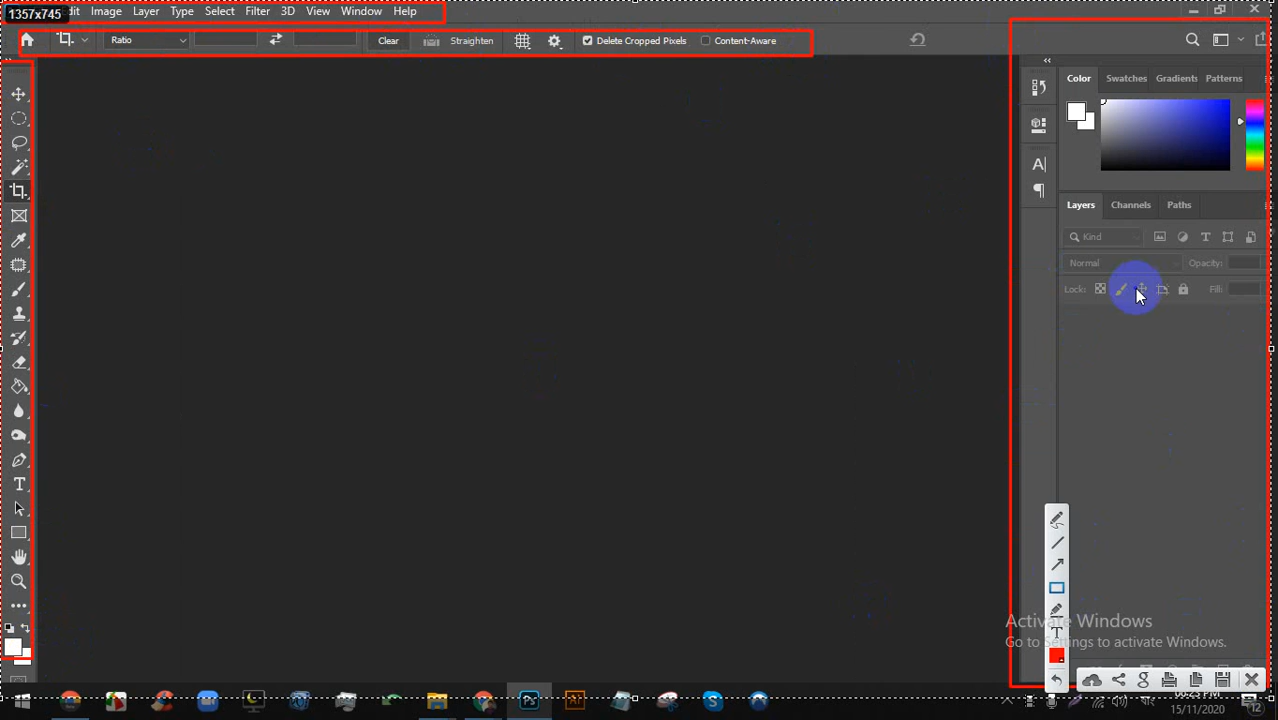 1357x745
Image Layer Type Select Filter 3D View Window Help
Ratio Clear Straighten Delete Cropped Pixels Content-Aware
Color Swatches Gradients Patterns
Layers Channels Paths
Kind
Normal Opacity:
Lock: Fill:
Activate Windows
Go to Settings to activate Windows.
15/11/2020